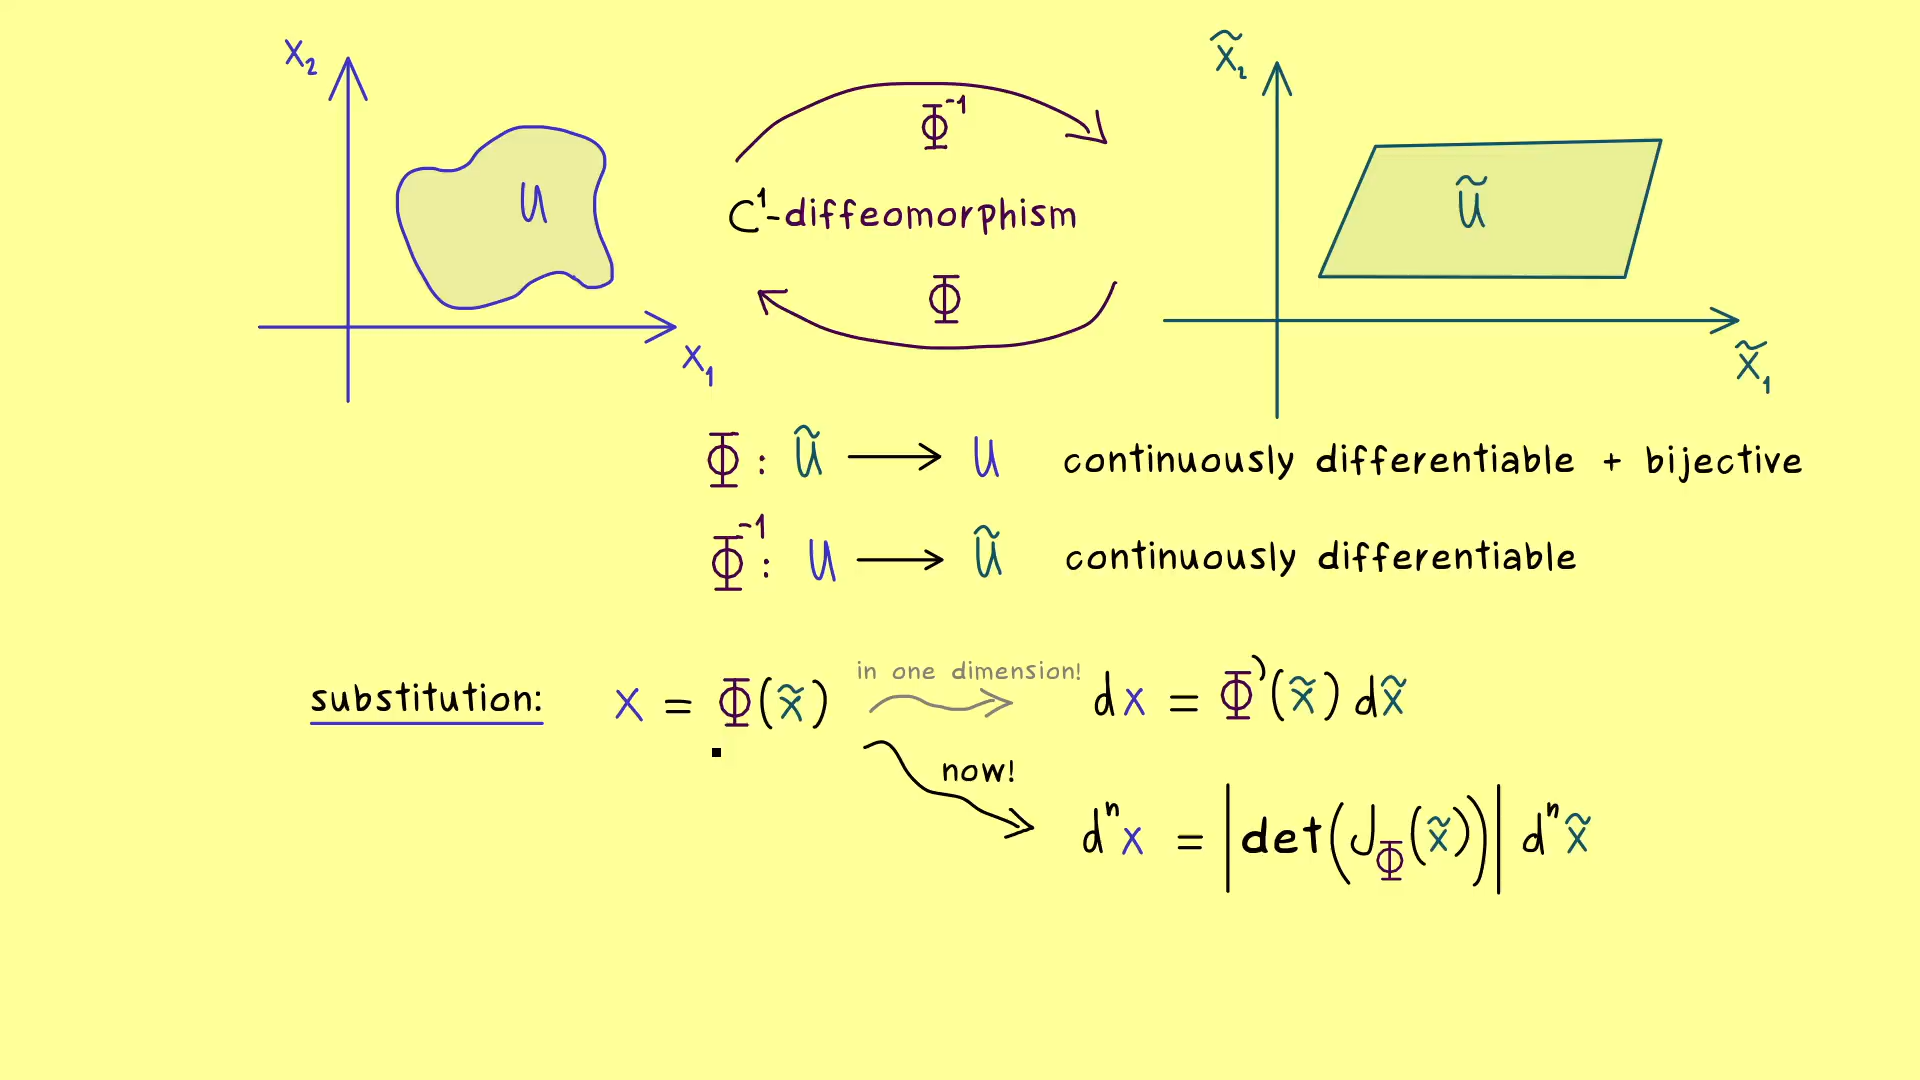 x₂
U
x₁
Φ⁻¹
C¹-diffeomorphism
Φ
x̃₂
Ũ
x̃₁
Φ : Ũ ⟶ U continuously differentiable + bijective
Φ⁻¹ : U ⟶ Ũ continuously differentiable
substitution: x = Φ(x̃) in one dimension! dx = Φ'(x̃) dx̃
now! dⁿx = |det(J_Φ(x̃))| dⁿx̃